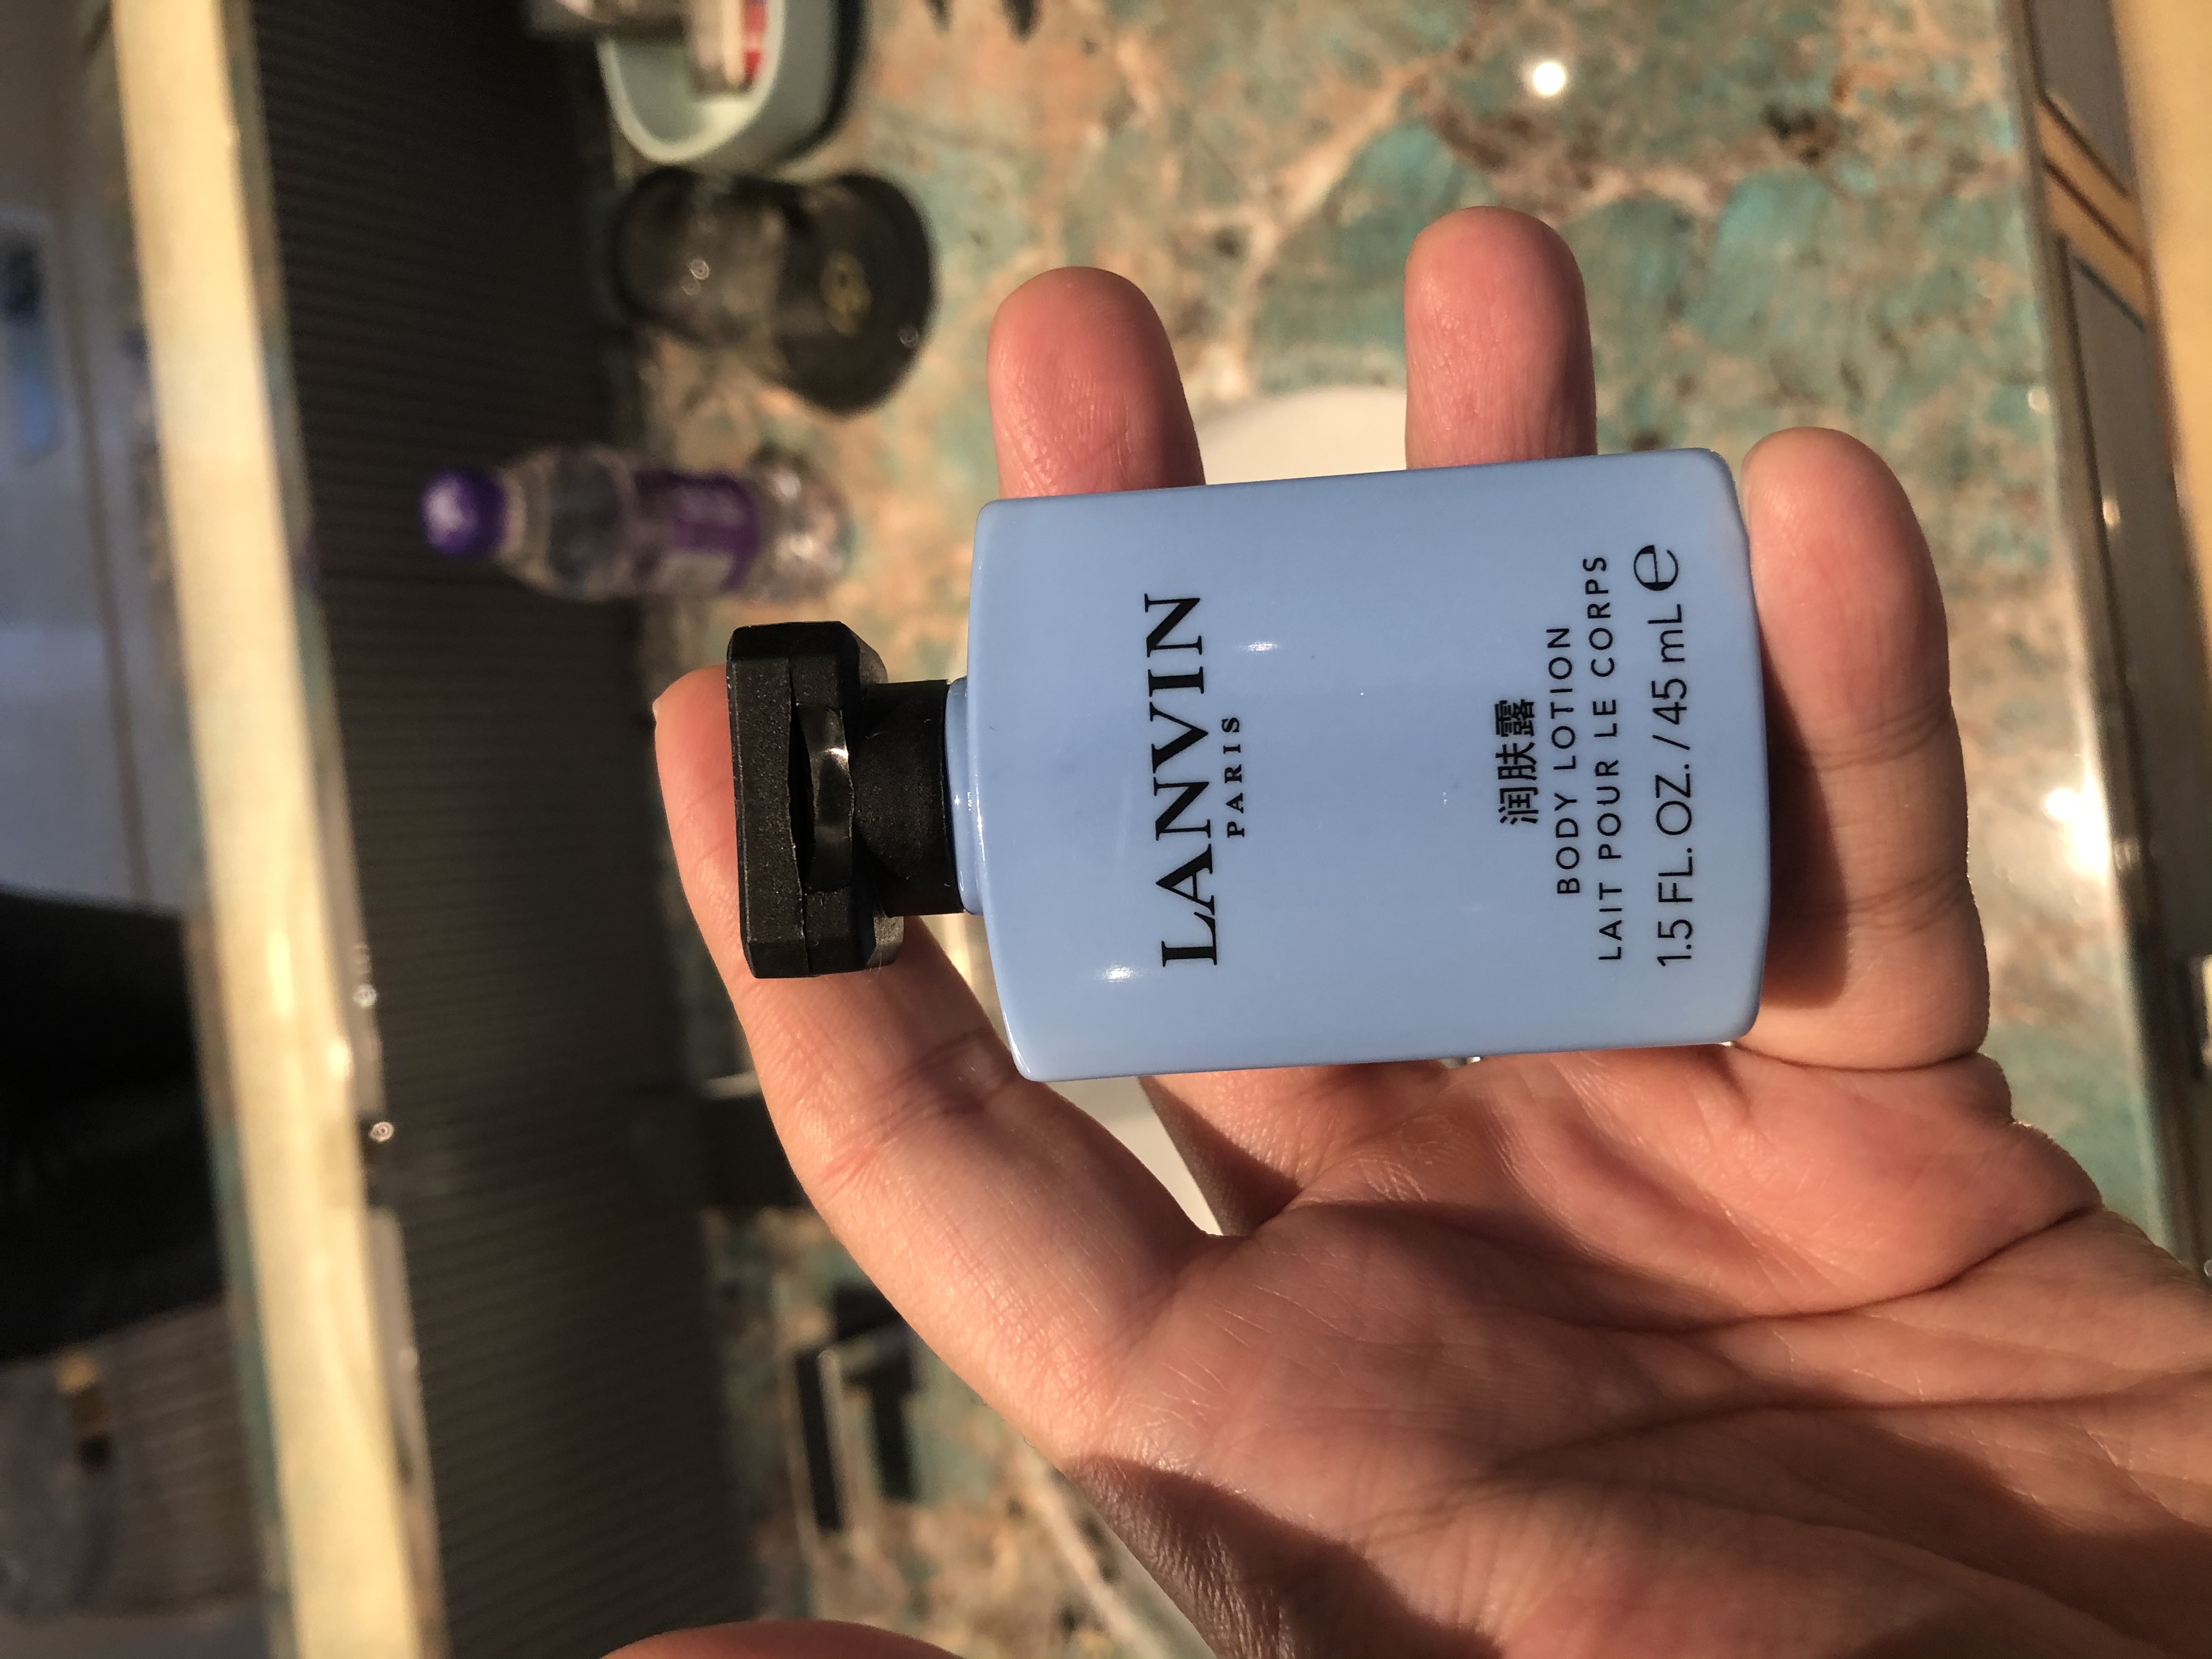 LANVIN
PARIS
润肤露
BODY LOTION
LAIT POUR LE CORPS
1.5 FL. OZ. / 45 mL ℮